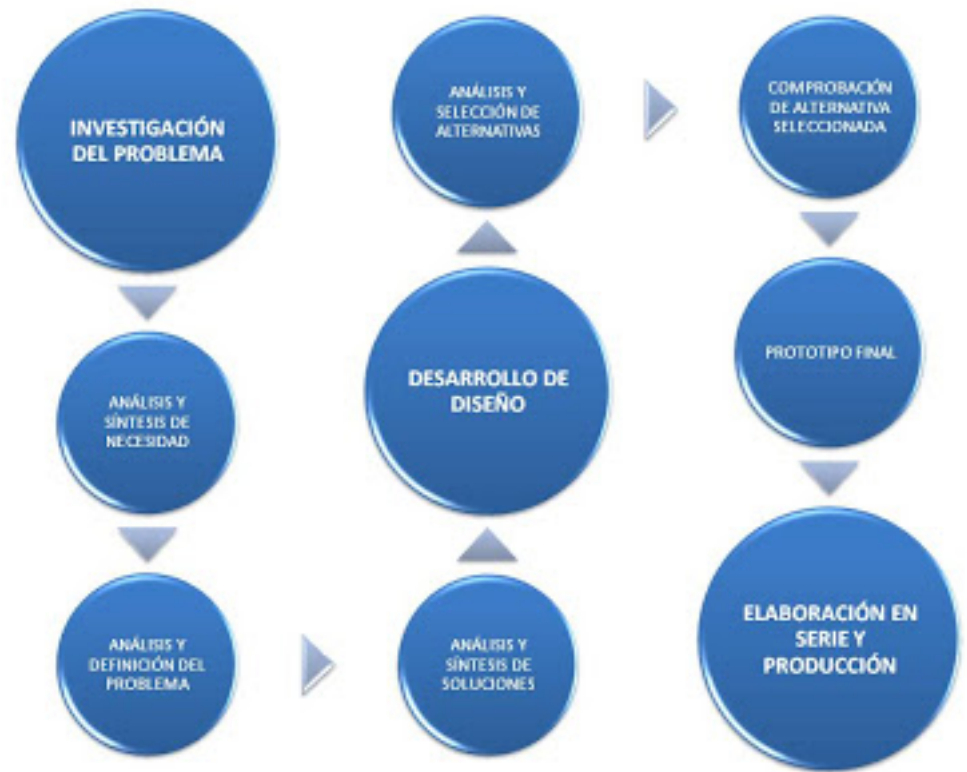 INVESTIGACIÓN
DEL PROBLEMA
ANÁLISIS Y
SÍNTESIS DE
NECESIDAD
ANÁLISIS Y
DEFINICIÓN DEL
PROBLEMA
ANÁLISIS Y
SÍNTESIS DE
SOLUCIONES
DESARROLLO DE
DISEÑO
ANÁLISIS Y
SELECCIÓN DE
ALTERNATIVAS
COMPROBACIÓN
DE ALTERNATIVA
SELECCIONADA
PROTOTIPO FINAL
ELABORACIÓN EN
SERIE Y
PRODUCCIÓN